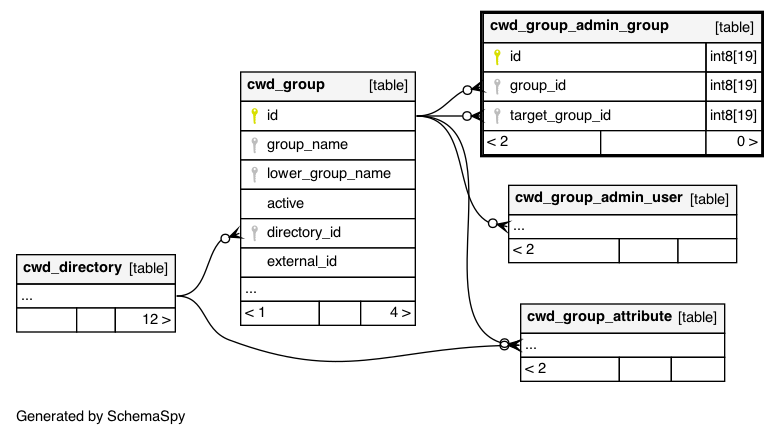 cwd_group_admin_group [table]
id int8[19]
group_id int8[19]
target_group_id int8[19]
< 2 0 >
cwd_group [table]
id
group_name
lower_group_name
active
directory_id
external_id
...
< 1 4 >
cwd_group_admin_user [table]
...
< 2
cwd_directory [table]
...
12 >
cwd_group_attribute [table]
...
< 2
Generated by SchemaSpy